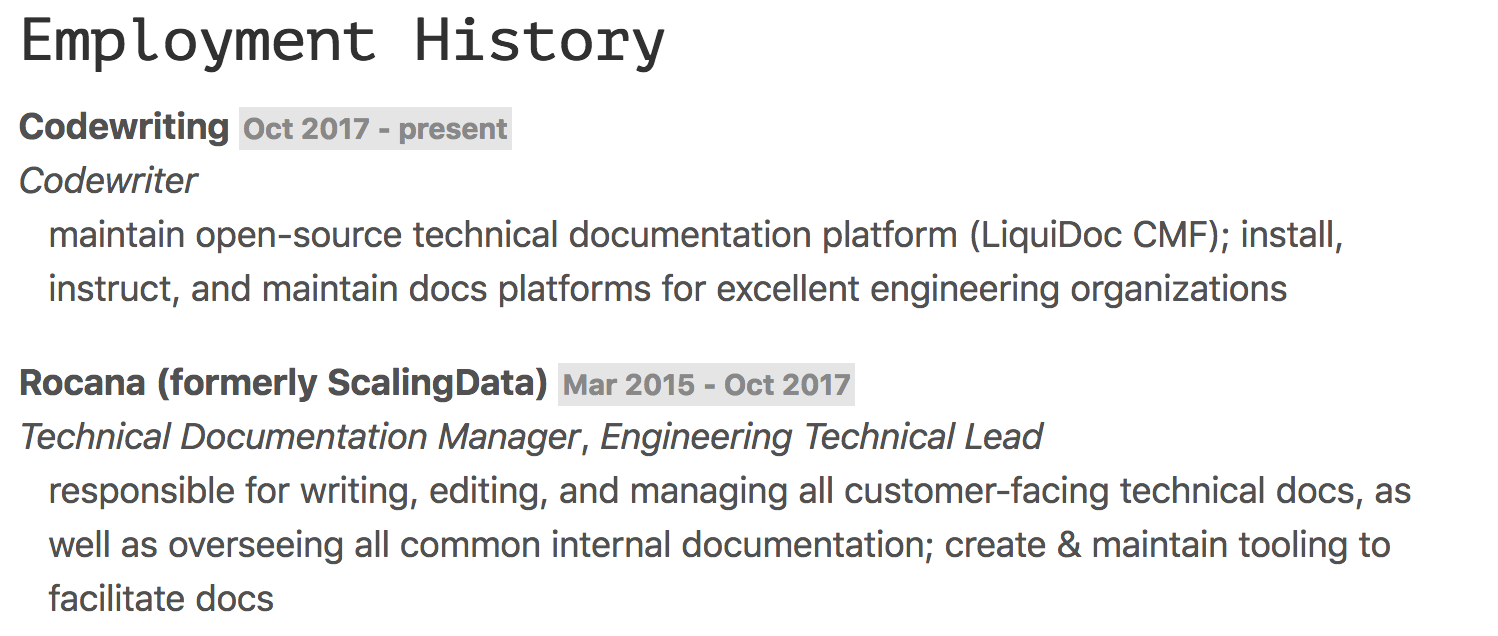 Employment History
Codewriting Oct 2017 - present
Codewriter
maintain open-source technical documentation platform (LiquiDoc CMF); install,
instruct, and maintain docs platforms for excellent engineering organizations
Rocana (formerly ScalingData) Mar 2015 - Oct 2017
Technical Documentation Manager, Engineering Technical Lead
responsible for writing, editing, and managing all customer-facing technical docs, as
well as overseeing all common internal documentation; create & maintain tooling to
facilitate docs